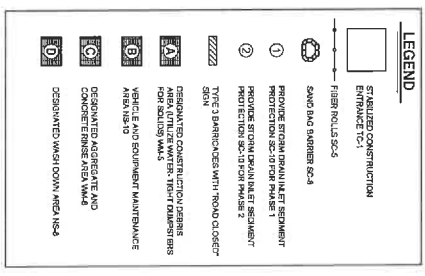 LEGEND
STABILIZED CONSTRUCTION
ENTRANCE TC-1
FIBER ROLLS SC-5
SAND BAG BARRIER SC-8
1 PROVIDE STORM DRAIN INLET SEDIMENT
PROTECTION SC-10 FOR PHASE 1
2 PROVIDE STORM DRAIN INLET SEDIMENT
PROTECTION SC-10 FOR PHASE 2
TYPE 3 BARRICADES WITH "ROAD CLOSED"
SIGN
A DESIGNATED CONSTRUCTION DEBRIS
AREA (UTILIZE WATER-TIGHT DUMPSTERS
FOR SOLIDS) WM-5
B VEHICLE AND EQUIPMENT MAINTENANCE
AREA NS-10
C DESIGNATED AGGREGATE AND
CONCRETE RINSE AREA WM-8
D DESIGNATED WASH DOWN AREA NS-8